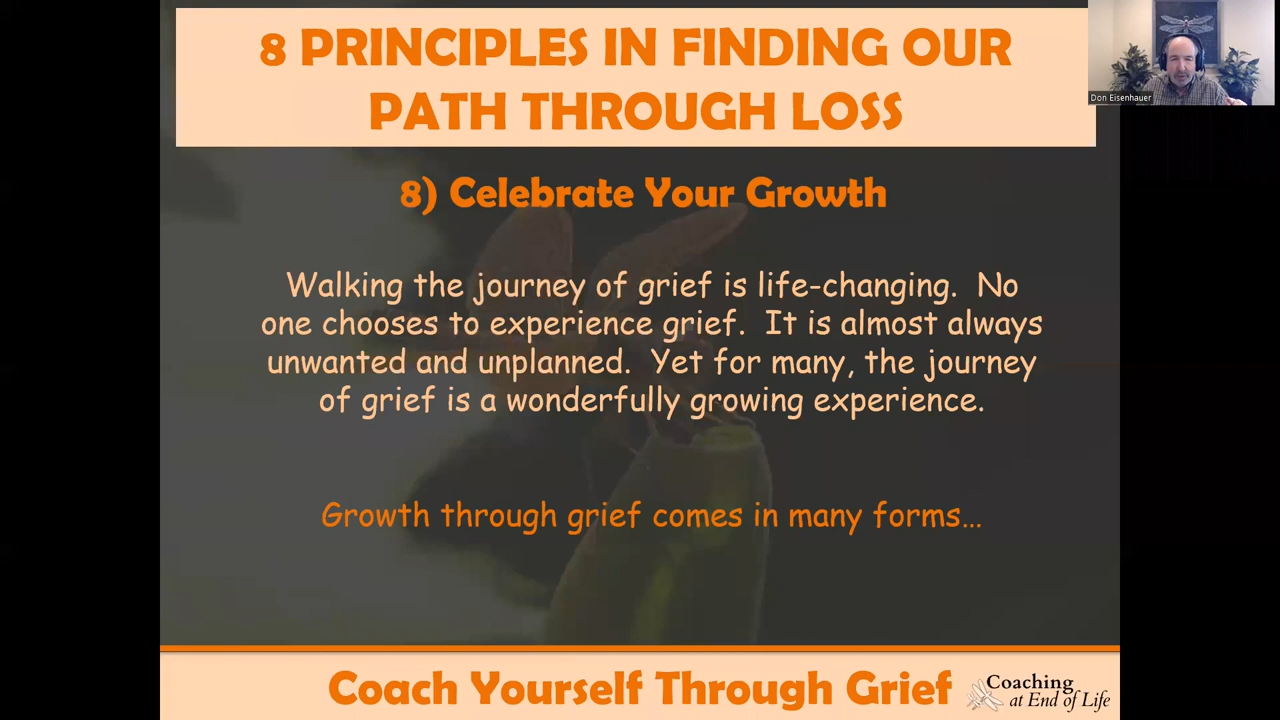 8 PRINCIPLES IN FINDING OUR
PATH THROUGH LOSS
Don Eisenhauer
8) Celebrate Your Growth
Walking the journey of grief is life-changing. No
one chooses to experience grief. It is almost always
unwanted and unplanned. Yet for many, the journey
of grief is a wonderfully growing experience.
Growth through grief comes in many forms...
Coach Yourself Through Grief
Coaching
at End of Life